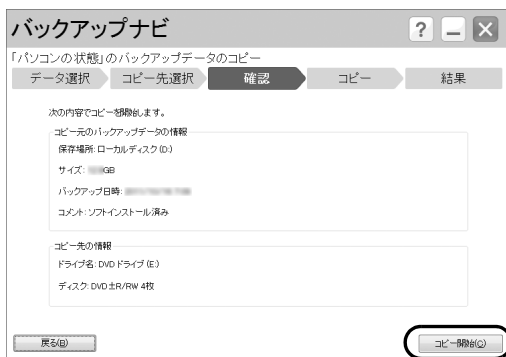 バックアップナビ
?
「パソコンの状態」のバックアップデータのコピー
データ選択 コピー先選択 確認 コピー 結果
次の内容でコピーを開始します。
コピー元のバックアップデータの情報
保存場所: ローカルディスク (D:)
サイズ: GB
バックアップ日時:
コメント: ソフトインストール済み
コピー先の情報
ドライブ名: DVD ドライブ (E:)
ディスク: DVD±R/RW 4枚
戻る(B) コピー開始(C)